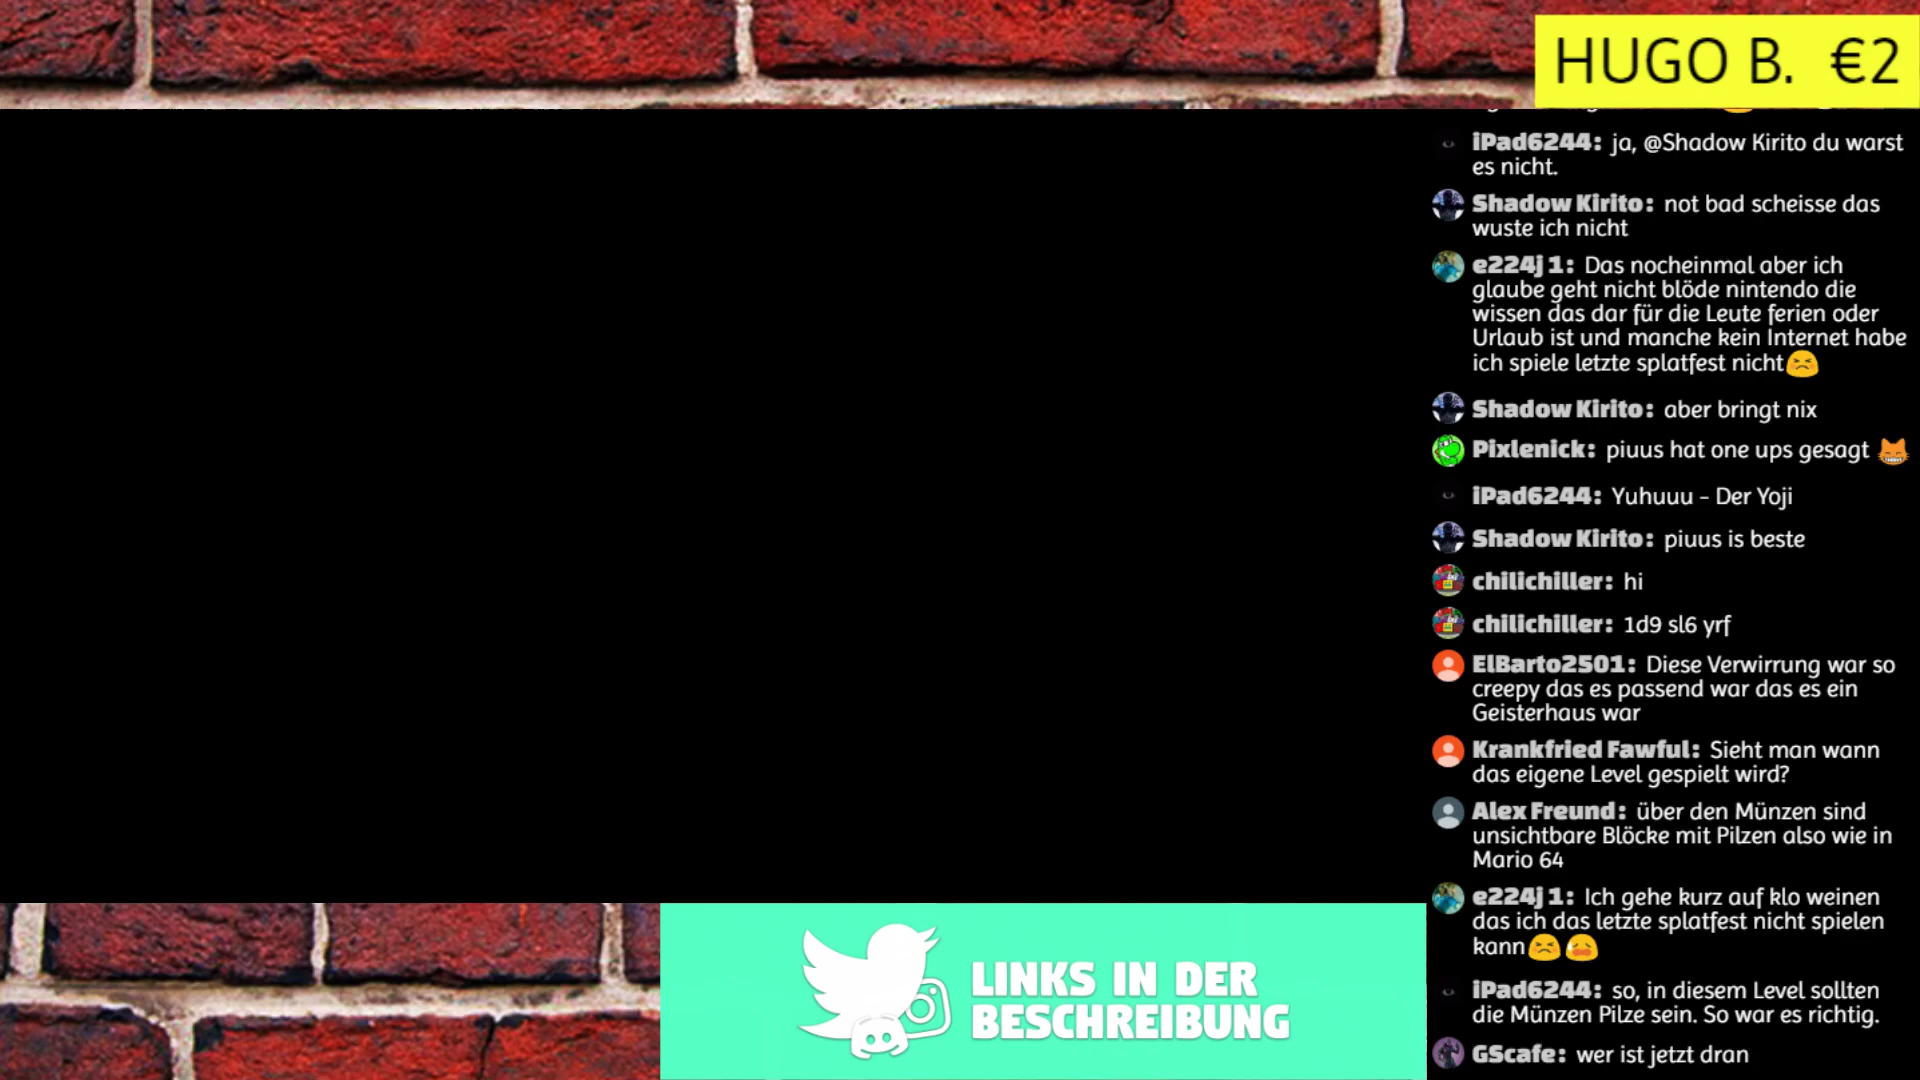 HUGO B. €2
iPad6244: ja, @Shadow Kirito du warst
es nicht.
Shadow Kirito: not bad scheisse das
wuste ich nicht
e224j 1: Das nocheinmal aber ich
glaube geht nicht blöde nintendo die
wissen das dar für die Leute ferien oder
Urlaub ist und manche kein Internet habe
ich spiele letzte splatfest nicht
Shadow Kirito: aber bringt nix
Pixlenick: piuus hat one ups gesagt
iPad6244: Yuhuuu - Der Yoji
Shadow Kirito: piuus is beste
chilichiller: hi
chilichiller: 1d9 sl6 yrf
ElBarto2501: Diese Verwirrung war so
creepy das es passend war das es ein
Geisterhaus war
Krankfried Fawful: Sieht man wann
das eigene Level gespielt wird?
Alex Freund: über den Münzen sind
unsichtbare Blöcke mit Pilzen also wie in
Mario 64
e224j 1: Ich gehe kurz auf klo weinen
das ich das letzte splatfest nicht spielen
kann
iPad6244: so, in diesem Level sollten
die Münzen Pilze sein. So war es richtig.
GScafe: wer ist jetzt dran
LINKS IN DER
BESCHREIBUNG